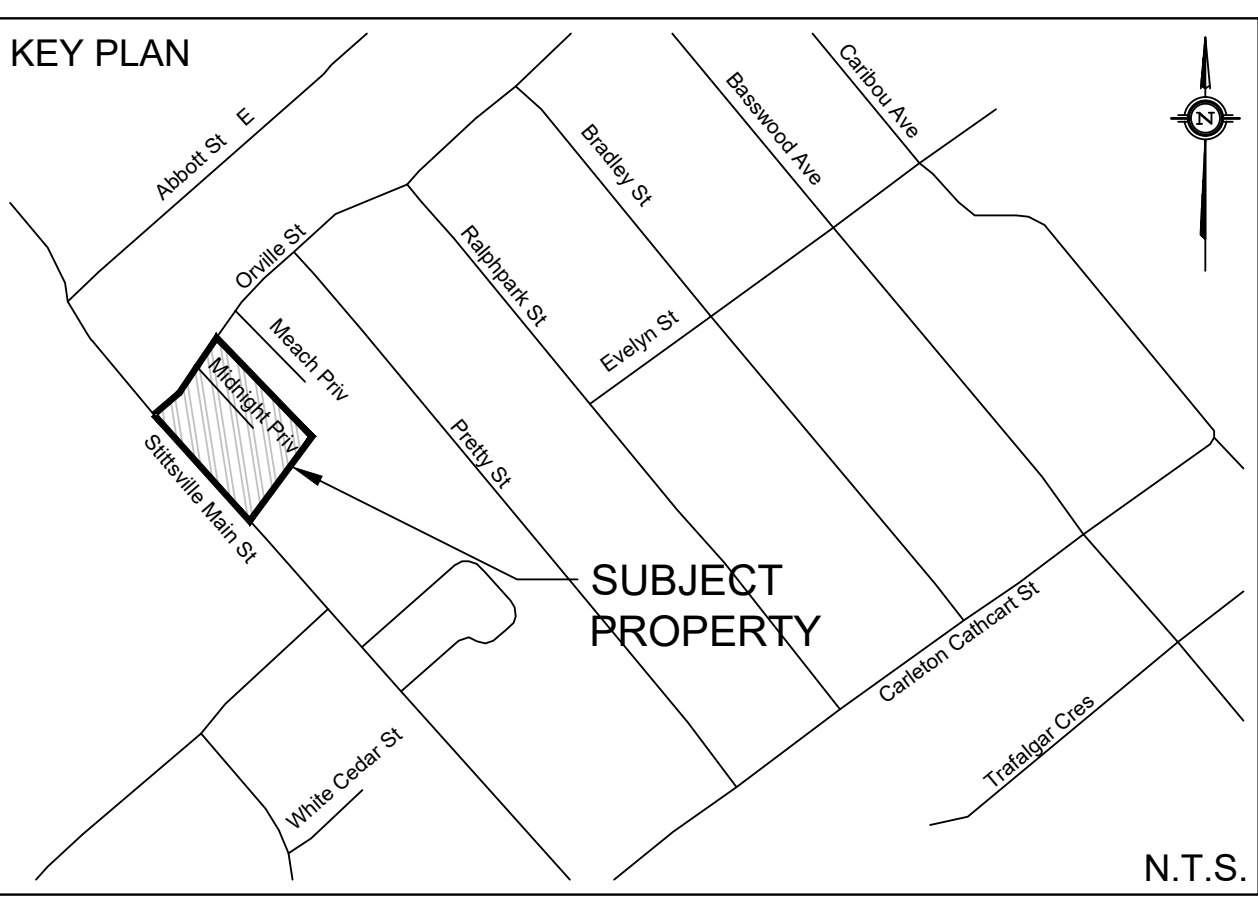 KEY PLAN
Abbott St E
Caribou Ave
Basswood Ave
Bradley St
N
Orville St
Ralphpark St
Meach Priv
Evelyn St
Midnight Priv
Pretty St
Stittsville Main St
SUBJECT
PROPERTY
Carleton Cathcart St
Trafalgar Cres
White Cedar St
N.T.S.